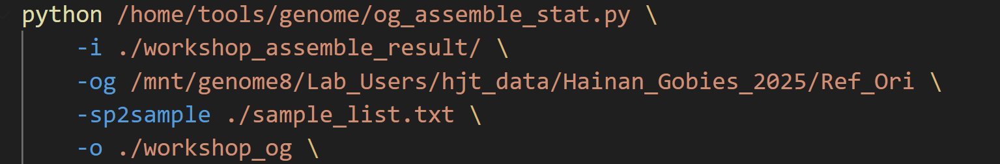 python /home/tools/genome/og_assemble_stat.py \
-i ./workshop_assemble_result/ \
-og /mnt/genome8/Lab_Users/hjt_data/Hainan_Gobies_2025/Ref_Ori \
-sp2sample ./sample_list.txt \
-o ./workshop_og \